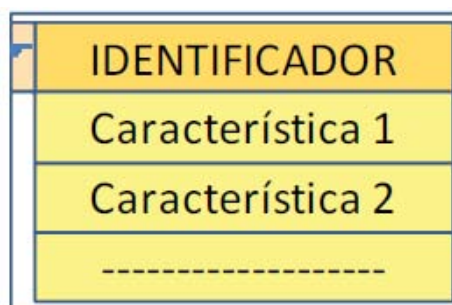 IDENTIFICADOR
Característica 1
Característica 2
-------------------